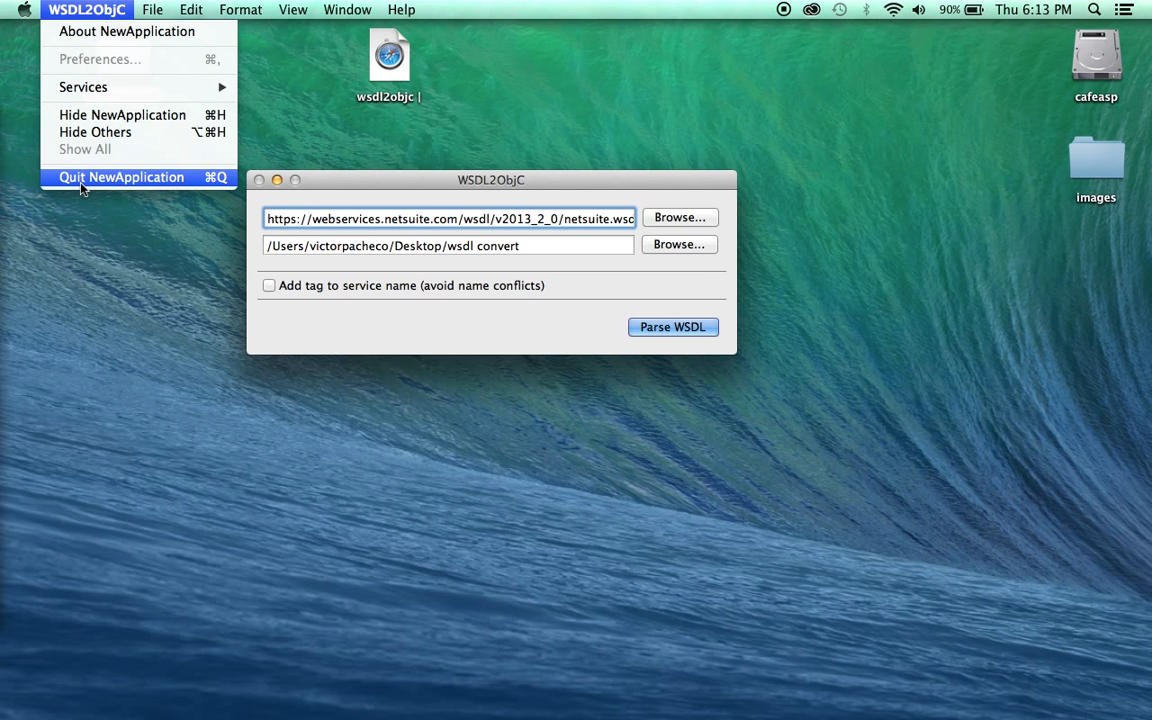 WSDL2ObjC File Edit Format View Window Help 90% Thu 6:13 PM
About NewApplication
Preferences... ⌘,
Services
Hide NewApplication ⌘H
Hide Others ⌥⌘H
Show All
Quit NewApplication ⌘Q
wsdl2objc |
cafeasp
images
WSDL2ObjC
https://webservices.netsuite.com/wsdl/v2013_2_0/netsuite.wsd Browse...
/Users/victorpacheco/Desktop/wsdl convert Browse...
Add tag to service name (avoid name conflicts)
Parse WSDL